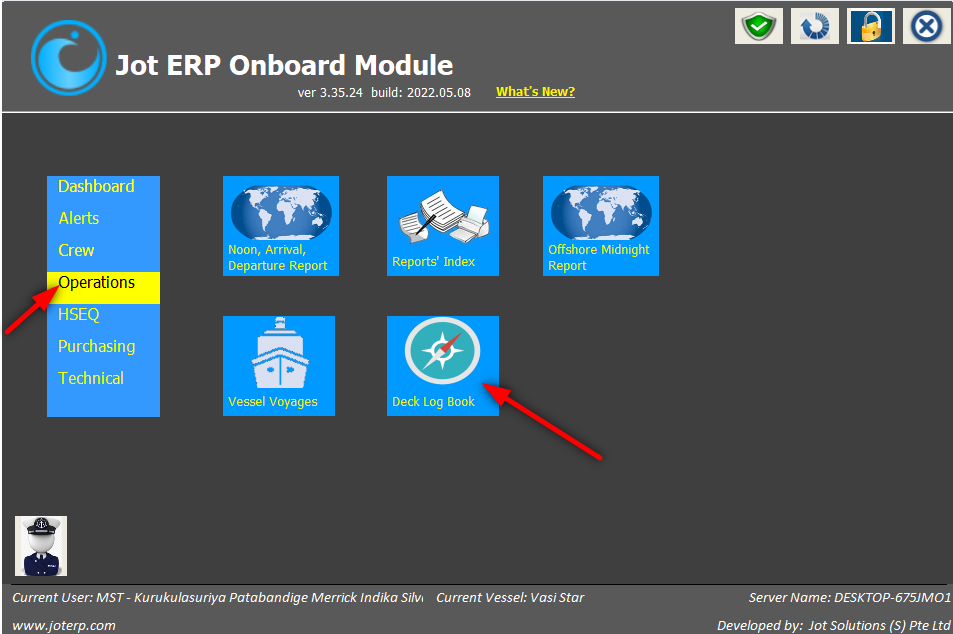 Jot ERP Onboard Module
ver 3.35.24 build: 2022.05.08 What's New?
Dashboard
Alerts
Crew
Operations
HSEQ
Purchasing
Technical
Noon, Arrival,
Departure Report
Reports' Index
Offshore Midnight
Report
Vessel Voyages
Deck Log Book
Current User: MST - Kurukulasuriya Patabandige Merrick Indika Silv Current Vessel: Vasi Star Server Name: DESKTOP-675JMO1
www.joterp.com Developed by: Jot Solutions (S) Pte Ltd